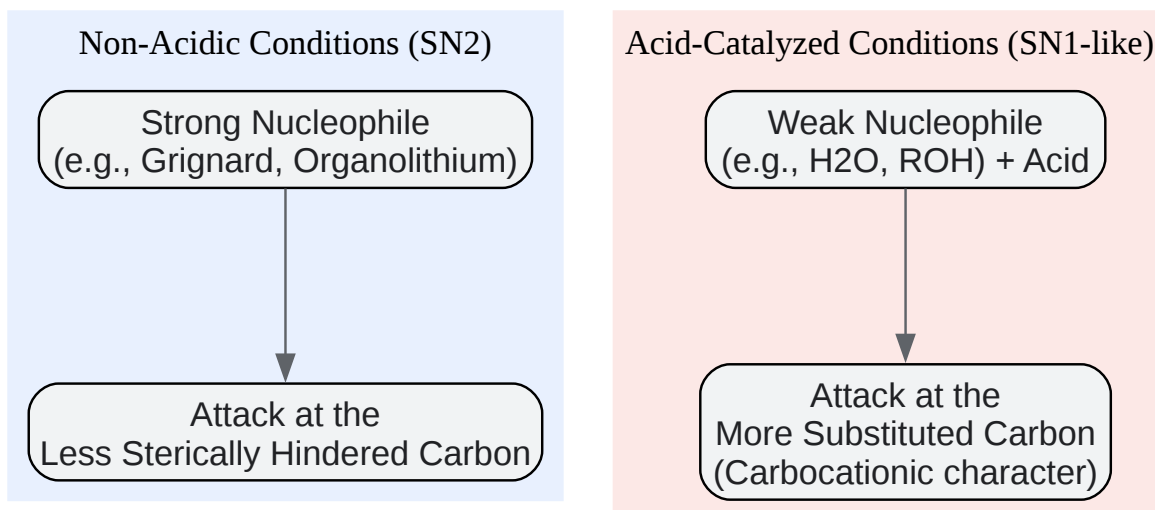 Non-Acidic Conditions (SN2)
Strong Nucleophile
(e.g., Grignard, Organolithium)
Attack at the
Less Sterically Hindered Carbon
Acid-Catalyzed Conditions (SN1-like)
Weak Nucleophile
(e.g., H2O, ROH) + Acid
Attack at the
More Substituted Carbon
(Carbocationic character)